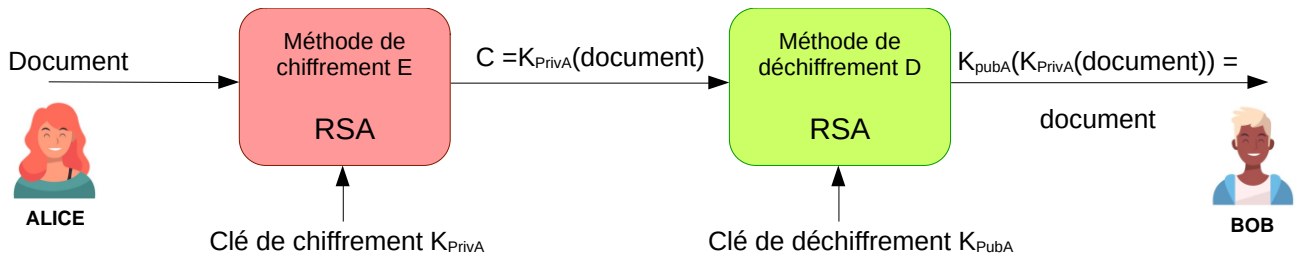 Document
ALICE
Méthode de
chiffrement E
RSA
Clé de chiffrement KPrivA
C =KPrivA(document)
Méthode de
déchiffrement D
RSA
Clé de déchiffrement KPubA
KpubA(KPrivA(document)) =
document
BOB